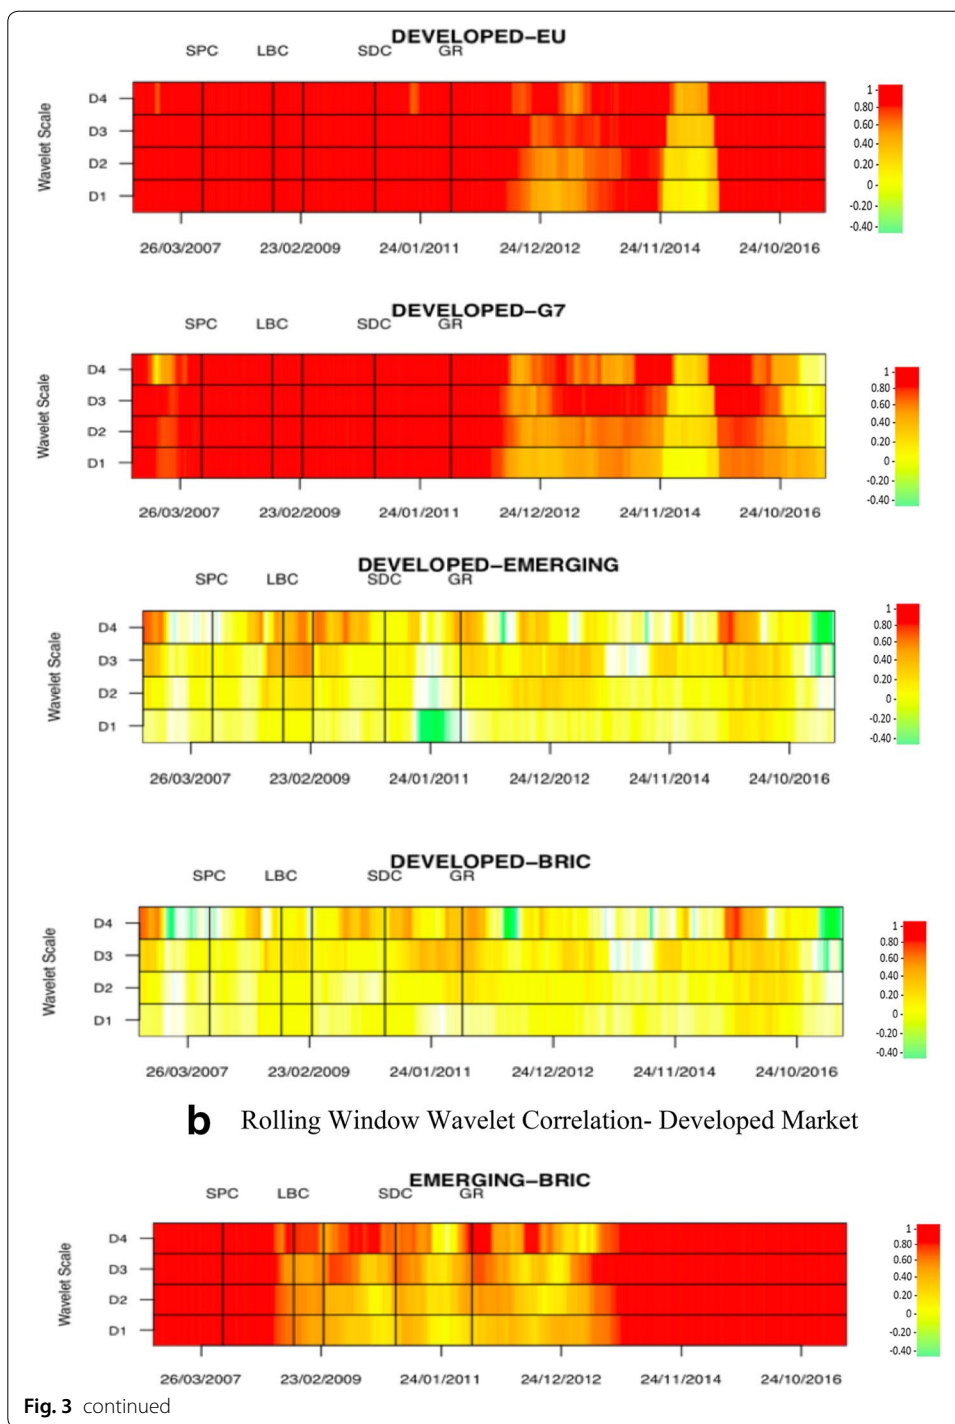 DEVELOPED–EU
SPC LBC SDC GR
Wavelet Scale
D4
D3
D2
D1
1
0.80
0.60
0.40
0.20
0
-0.20
-0.40
26/03/2007 23/02/2009 24/01/2011 24/12/2012 24/11/2014 24/10/2016
DEVELOPED–G7
SPC LBC SDC GR
Wavelet Scale
D4
D3
D2
D1
1
0.80
0.60
0.40
0.20
0
-0.20
-0.40
26/03/2007 23/02/2009 24/01/2011 24/12/2012 24/11/2014 24/10/2016
DEVELOPED–EMERGING
SPC LBC SDC GR
Wavelet Scale
D4
D3
D2
D1
1
0.80
0.60
0.40
0.20
0
-0.20
-0.40
26/03/2007 23/02/2009 24/01/2011 24/12/2012 24/11/2014 24/10/2016
DEVELOPED–BRIC
SPC LBC SDC GR
Wavelet Scale
D4
D3
D2
D1
1
0.80
0.60
0.40
0.20
0
-0.20
-0.40
26/03/2007 23/02/2009 24/01/2011 24/12/2012 24/11/2014 24/10/2016
b Rolling Window Wavelet Correlation- Developed Market
EMERGING–BRIC
SPC LBC SDC GR
Wavelet Scale
D4
D3
D2
D1
1
0.80
0.60
0.40
0.20
0
-0.20
-0.40
26/03/2007 23/02/2009 24/01/2011 24/12/2012 24/11/2014 24/10/2016
Fig. 3 continued